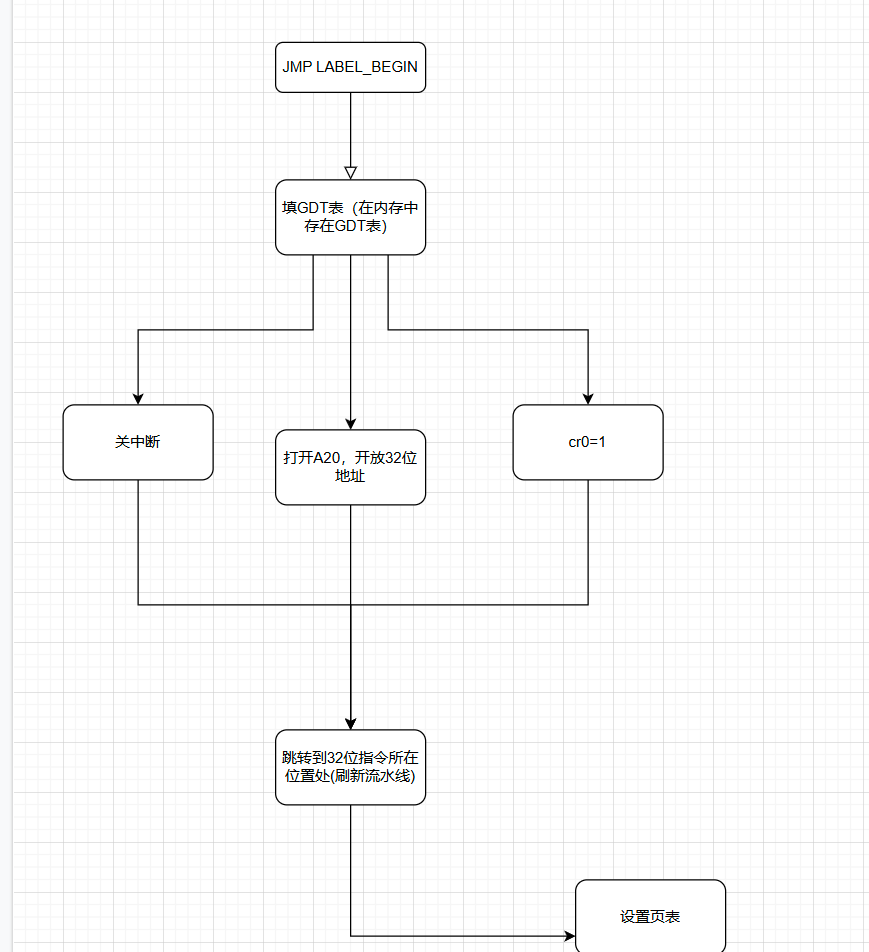 JMP LABEL_BEGIN
填GDT表（在内存中
存在GDT表）
关中断
打开A20，开放32位
地址
cr0=1
跳转到32位指令所在
位置处(刷新流水线)
设置页表